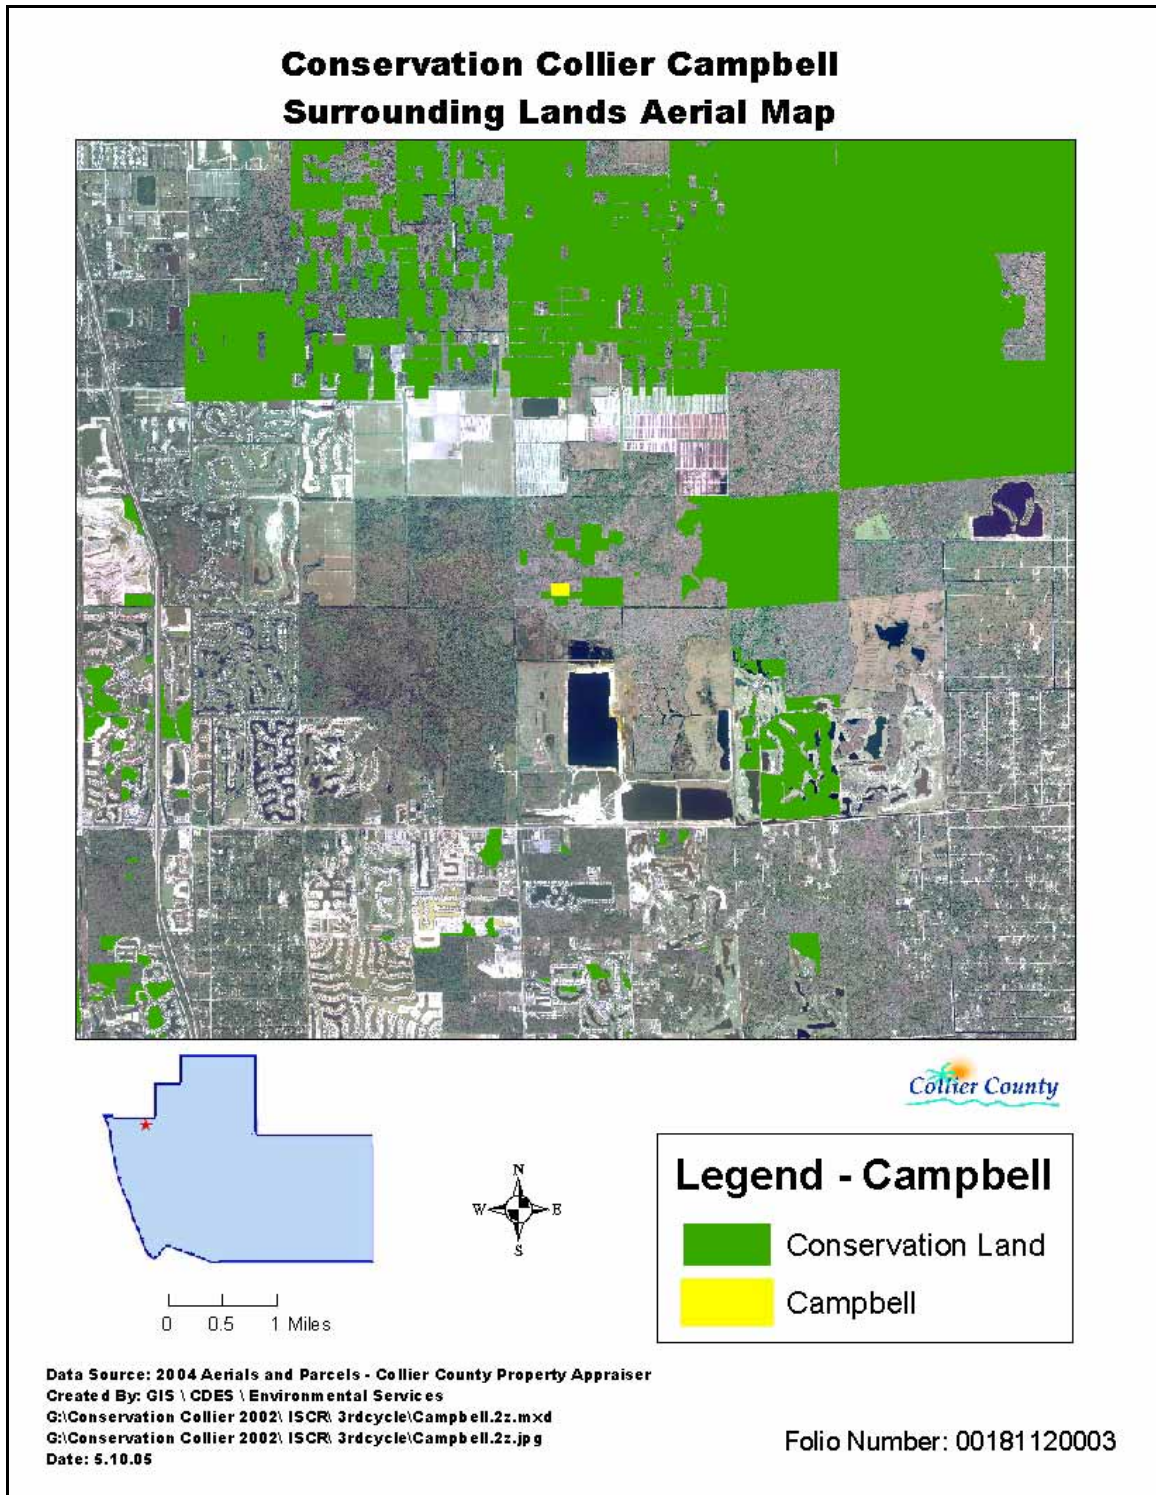 Conservation Collier Campbell
Surrounding Lands Aerial Map
Collier County
N
W E
S
0 0.5 1 Miles
Legend - Campbell
Conservation Land
Campbell
Data Source: 2004 Aerials and Parcels - Collier County Property Appraiser
Created By: GIS \ CDES \ Environmental Services
G:\Conservation Collier 2002\ ISCR\ 3rdcycle\Campbell.2z.mxd
G:\Conservation Collier 2002\ ISCR\ 3rdcycle\Campbell.2z.jpg
Date: 5.10.05
Folio Number: 00181120003